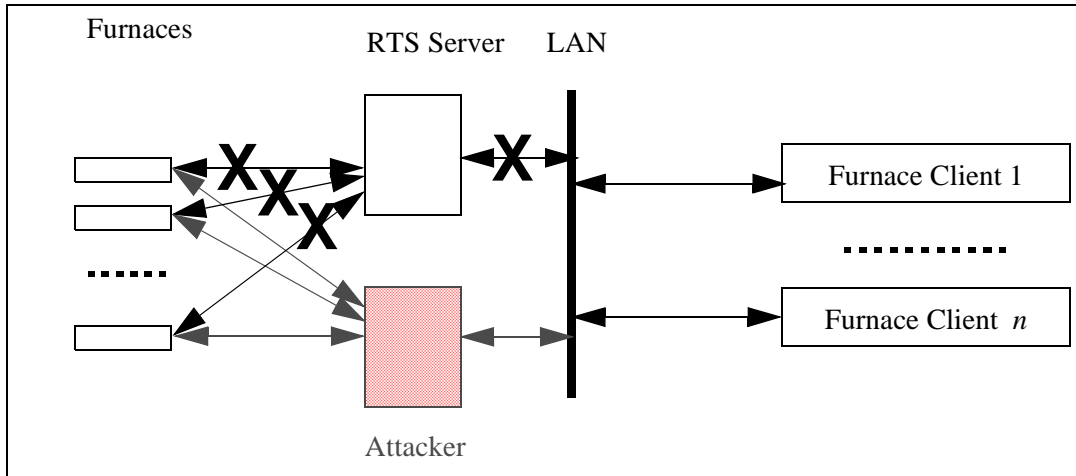 Furnaces
RTS Server
LAN
X
X
X
X
Furnace Client 1
Furnace Client n
Attacker